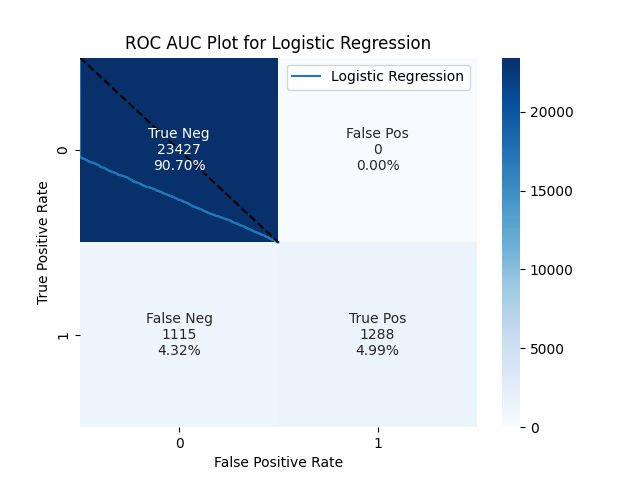 ROC AUC Plot for Logistic Regression
Logistic Regression
True Neg
23427
90.70%
False Pos
0
0.00%
False Neg
1115
4.32%
True Pos
1288
4.99%
0
1
True Positive Rate
0
1
False Positive Rate
20000
15000
10000
5000
0